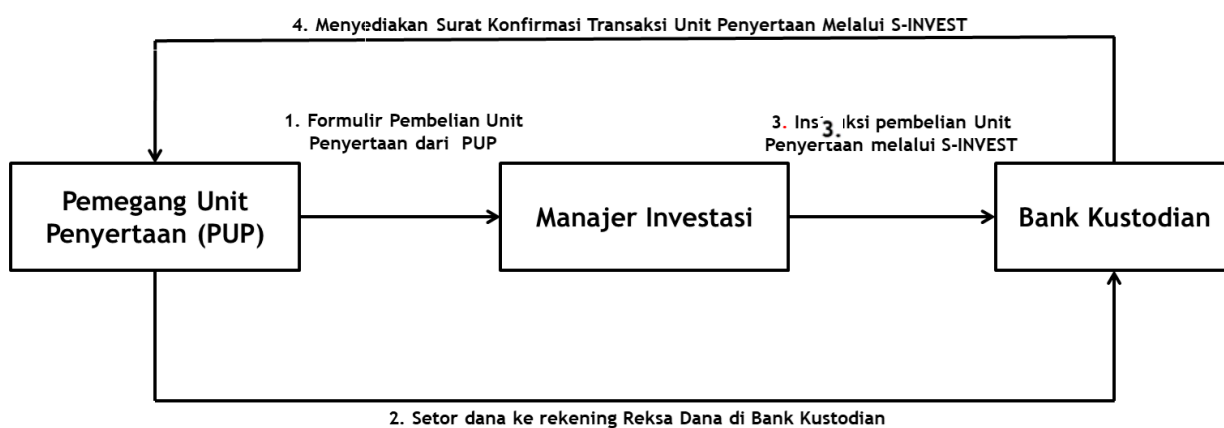 4. Menyediakan Surat Konfirmasi Transaksi Unit Penyertaan Melalui S-INVEST
1. Formulir Pembelian Unit
Penyertaan dari PUP
3. pembelian Unit
3.
Penyertaan melalui S-INVEST
Pemegang Unit
Penyertaan (PUP)
Manajer Investasi
Bank Kustodian
2. Setor dana ke rekening Reksa Dana di Bank Kustodian